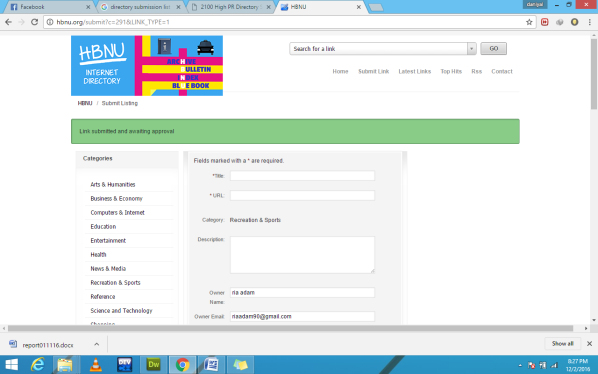 Facebook
directory submission lis
2100 High PR Directory
HBNU
danijel
hbnu.org/submit?c=291&LINK_TYPE=1
HBNU
INTERNET
DIRECTORY
ARCHIVE
BULLETIN
INDEX
BLUE BOOK
Search for a link
GO
Home Submit Link Latest Links Top Hits Rss Contact
HBNU / Submit Listing
Link submitted and awaiting approval
Categories
Arts & Humanities
Business & Economy
Computers & Internet
Education
Entertainment
Health
News & Media
Recreation & Sports
Reference
Science and Technology
Fields marked with a * are required.
*Title:
* URL:
Category: Recreation & Sports
Description:
Owner Name: ria adam
Owner Email: riaadam90@gmail.com
report011116.docx
Show all
8:27 PM
12/2/2016